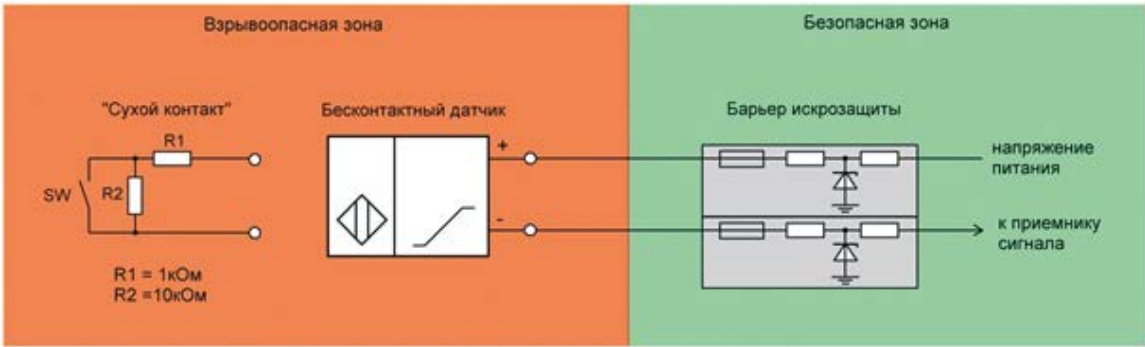 Взрывоопасная зона
Безопасная зона
"Сухой контакт"
Бесконтактный датчик
Барьер искрозащиты
R1
+
напряжение
питания
SW
R2
-
к приемнику
сигнала
R1 = 1кОм
R2 =10кОм